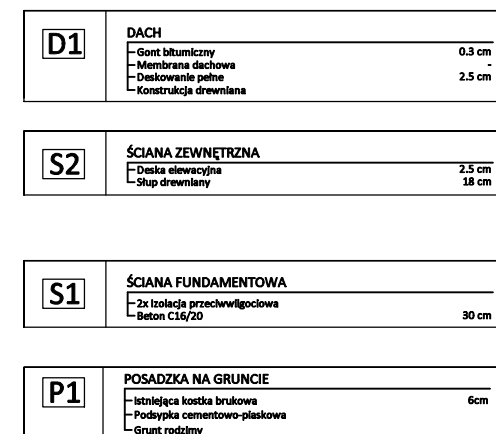 D1
DACH
Gont bitumiczny 0.3 cm
Membrana dachowa -
Deskowanie pełne 2.5 cm
Konstrukcja drewniana
S2
ŚCIANA ZEWNĘTRZNA
Deska elewacyjna 2.5 cm
Słup drewniany 18 cm
S1
ŚCIANA FUNDAMENTOWA
2x izolacja przeciwwilgociowa
Beton C16/20 30 cm
P1
POSADZKA NA GRUNCIE
Istniejąca kostka brukowa 6cm
Podsypka cementowo-piaskowa
Grunt rodzimy